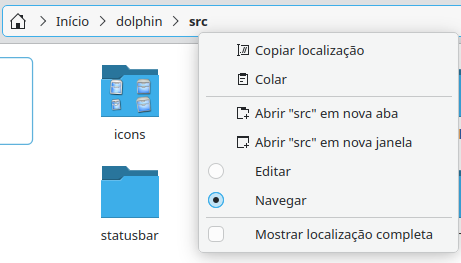 Início dolphin src
Copiar localização
Colar
Abrir "src" em nova aba
Abrir "src" em nova janela
Editar
Navegar
Mostrar localização completa
icons
statusbar